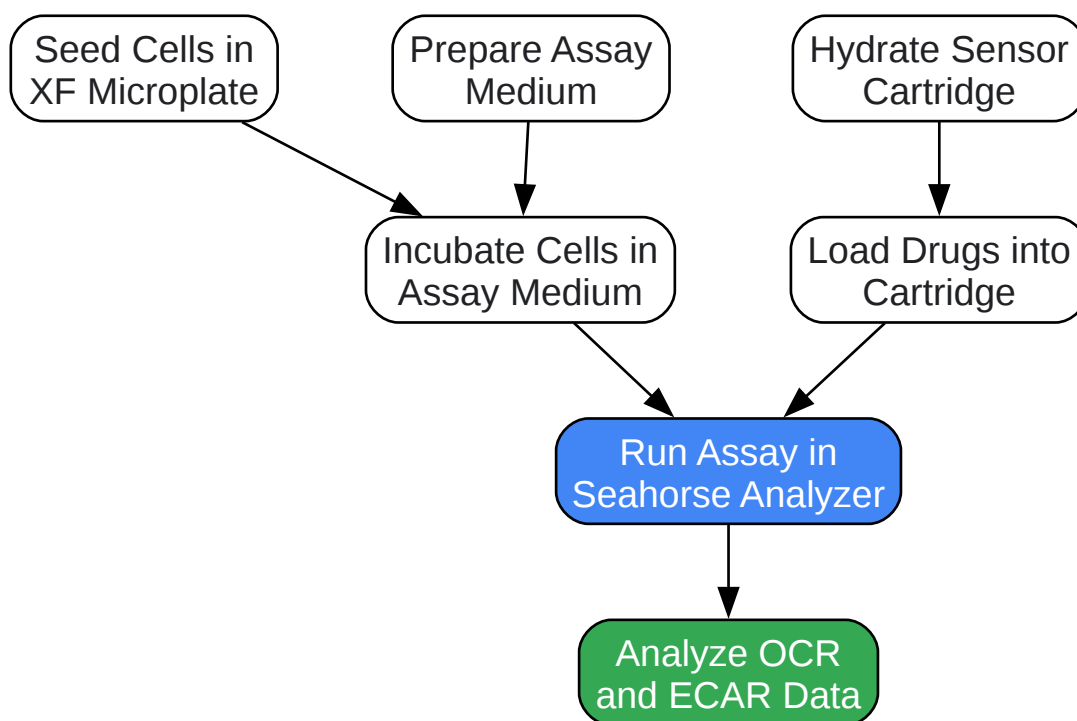 Seed Cells in
XF Microplate
Prepare Assay
Medium
Hydrate Sensor
Cartridge
Incubate Cells in
Assay Medium
Load Drugs into
Cartridge
Run Assay in
Seahorse Analyzer
Analyze OCR
and ECAR Data